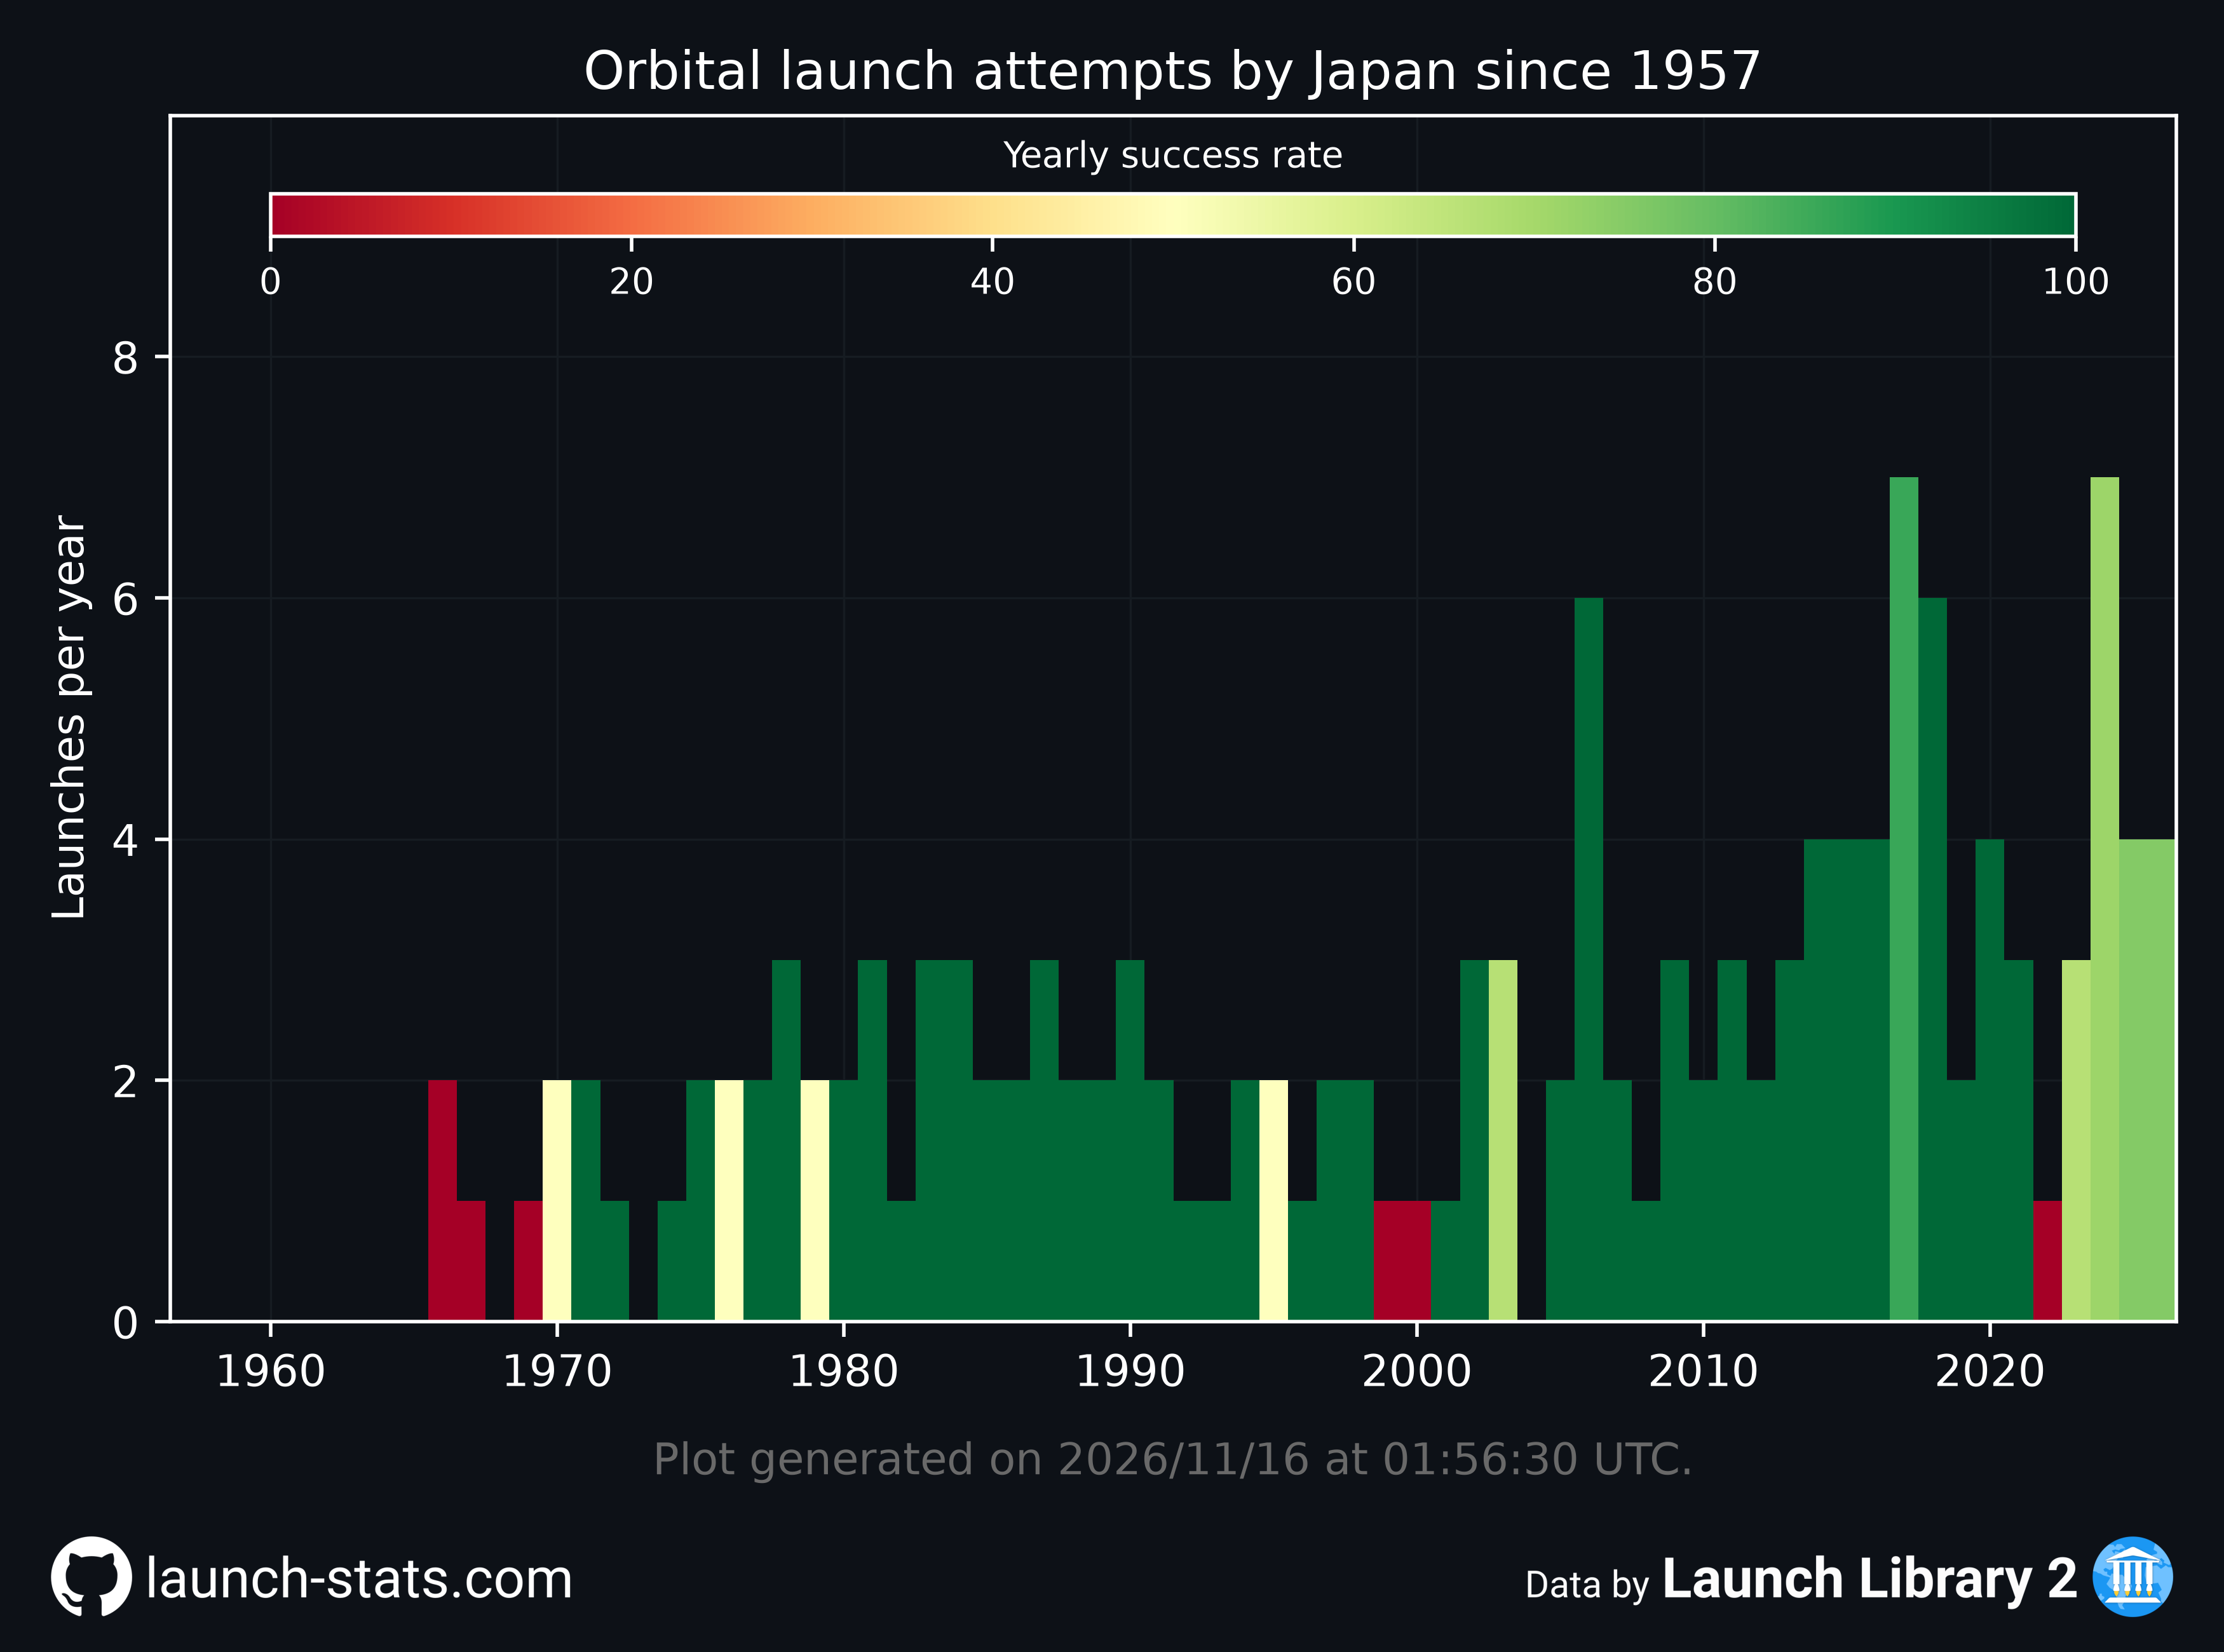 Orbital launch attempts by Japan since 1957
Yearly success rate
0 20 40 60 80 100
Launches per year
8
6
4
2
0
1960 1970 1980 1990 2000 2010 2020
Plot generated on 2026/11/16 at 01:56:30 UTC.
launch-stats.com
Data by Launch Library 2